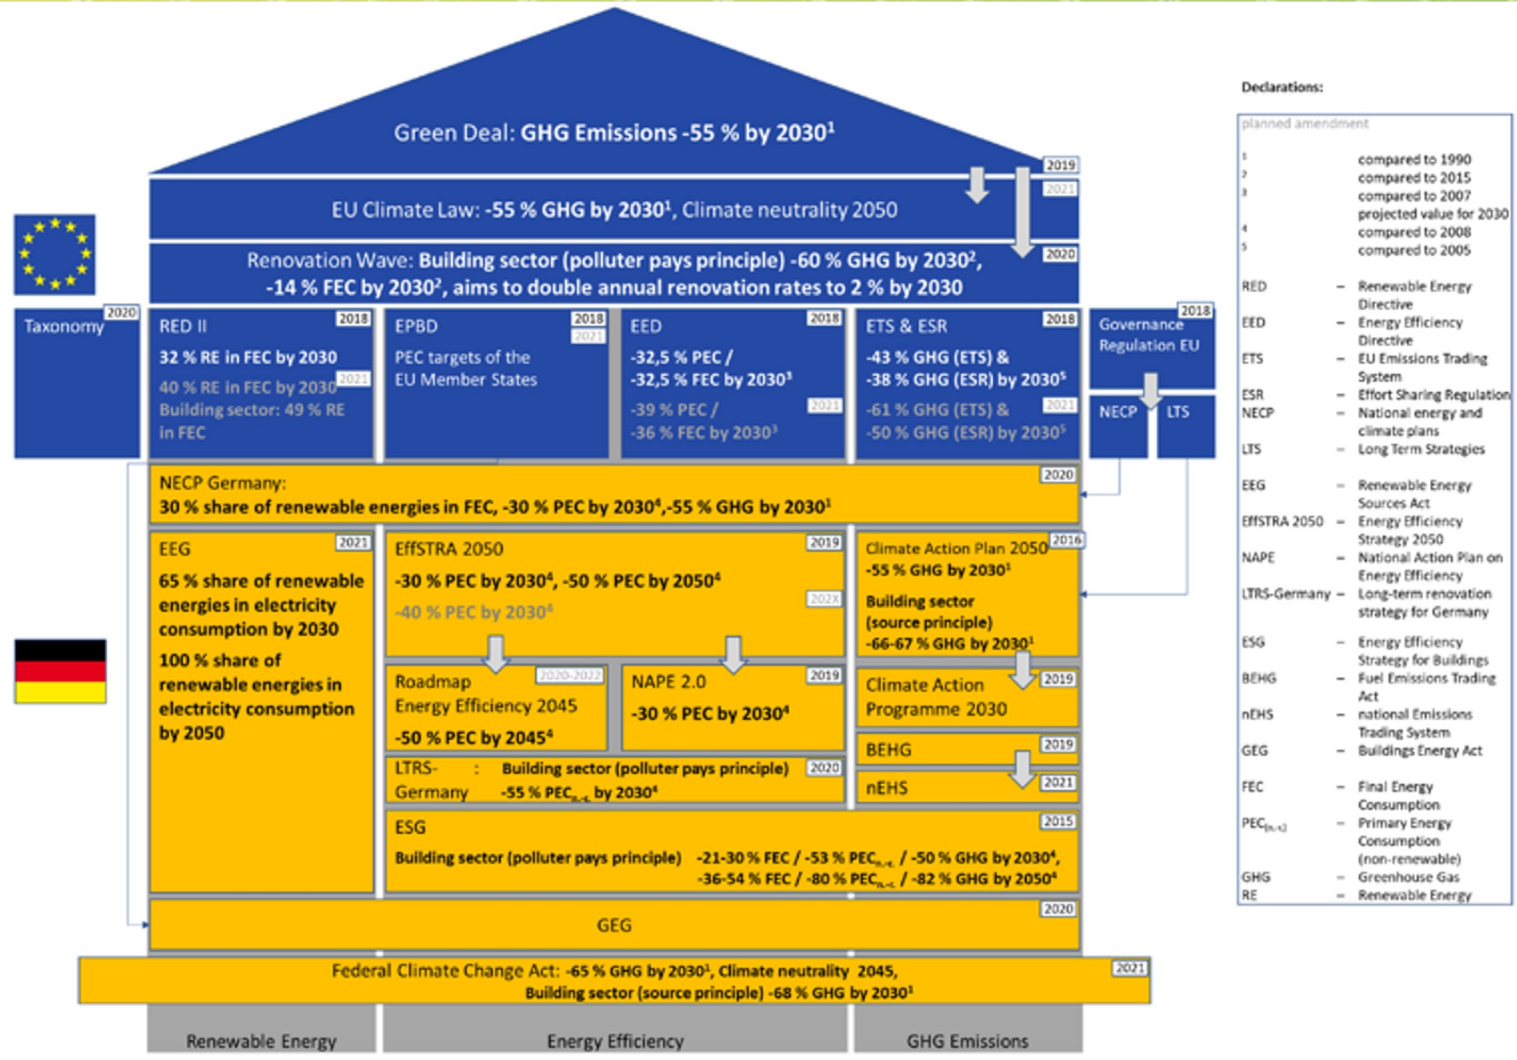 Green Deal: GHG Emissions -55 % by 2030¹
2019
EU Climate Law: -55 % GHG by 2030¹, Climate neutrality 2050
2021
Renovation Wave: Building sector (polluter pays principle) -60 % GHG by 2030²,
-14 % FEC by 2030², aims to double annual renovation rates to 2 % by 2030
2020
Taxonomy
2020
RED II
2018
32 % RE in FEC by 2030
40 % RE in FEC by 2030
2021
Building sector: 49 % RE
in FEC
EPBD
2018
2021
PEC targets of the
EU Member States
EED
2018
-32,5 % PEC /
-32,5 % FEC by 2030³
-39 % PEC /
2021
-36 % FEC by 2030³
ETS & ESR
2018
-43 % GHG (ETS) &
-38 % GHG (ESR) by 2030⁵
-61 % GHG (ETS) &
2021
-50 % GHG (ESR) by 2030⁵
2018
Governance
Regulation EU
NECP
LTS
NECP Germany:
2020
30 % share of renewable energies in FEC, -30 % PEC by 2030⁴,-55 % GHG by 2030¹
EEG
2021
65 % share of renewable
energies in electricity
consumption by 2030
100 % share of
renewable energies in
electricity consumption
by 2050
EffSTRA 2050
2019
-30 % PEC by 2030⁴, -50 % PEC by 2050⁴
-40 % PEC by 2030⁴
202X
Roadmap
2020-2022
Energy Efficiency 2045
-50 % PEC by 2045⁴
NAPE 2.0
2019
-30 % PEC by 2030⁴
LTRS-
Germany
: Building sector (polluter pays principle)
2020
-55 % PECn.-r. by 2030⁴
Climate Action Plan 2050
2016
-55 % GHG by 2030¹
Building sector
(source principle)
-66-67 % GHG by 2030¹
Climate Action
Programme 2030
2019
BEHG
2019
nEHS
2021
ESG
2015
Building sector (polluter pays principle) -21-30 % FEC / -53 % PECn.-r. / -50 % GHG by 2030⁴,
-36-54 % FEC / -80 % PECn.-r. / -82 % GHG by 2050⁴
GEG
2020
Federal Climate Change Act: -65 % GHG by 2030¹, Climate neutrality 2045,
2021
Building sector (source principle) -68 % GHG by 2030¹
Renewable Energy
Energy Efficiency
GHG Emissions
Declarations:
planned amendment
1 compared to 1990
2 compared to 2015
3 compared to 2007
projected value for 2030
4 compared to 2008
5 compared to 2005
RED – Renewable Energy
Directive
EED – Energy Efficiency
Directive
ETS – EU Emissions Trading
System
ESR – Effort Sharing Regulation
NECP – National energy and
climate plans
LTS – Long Term Strategies
EEG – Renewable Energy
Sources Act
EffSTRA 2050 – Energy Efficiency
Strategy 2050
NAPE – National Action Plan on
Energy Efficiency
LTRS-Germany – Long-term renovation
strategy for Germany
ESG – Energy Efficiency
Strategy for Buildings
BEHG – Fuel Emissions Trading
Act
nEHS – national Emissions
Trading System
GEG – Buildings Energy Act
FEC – Final Energy
Consumption
PEC(n.-r.) – Primary Energy
Consumption
(non-renewable)
GHG – Greenhouse Gas
RE – Renewable Energy